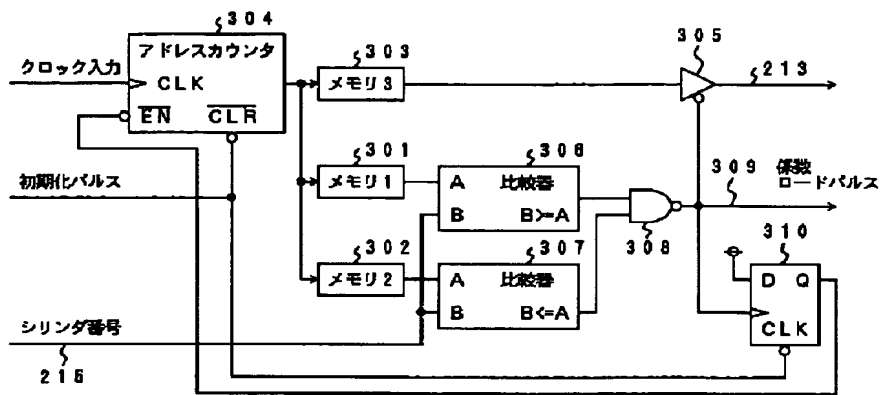 304
アドレスカウンタ
クロック入力
CLK
EN
CLR
303
メモリ3
305
213
初期化パルス
301
メモリ1
306
A
比較器
B
B>=A
308
309
係数
ロードパルス
302
メモリ2
307
A
比較器
B
B<=A
310
D
Q
CLK
シリンダ番号
215